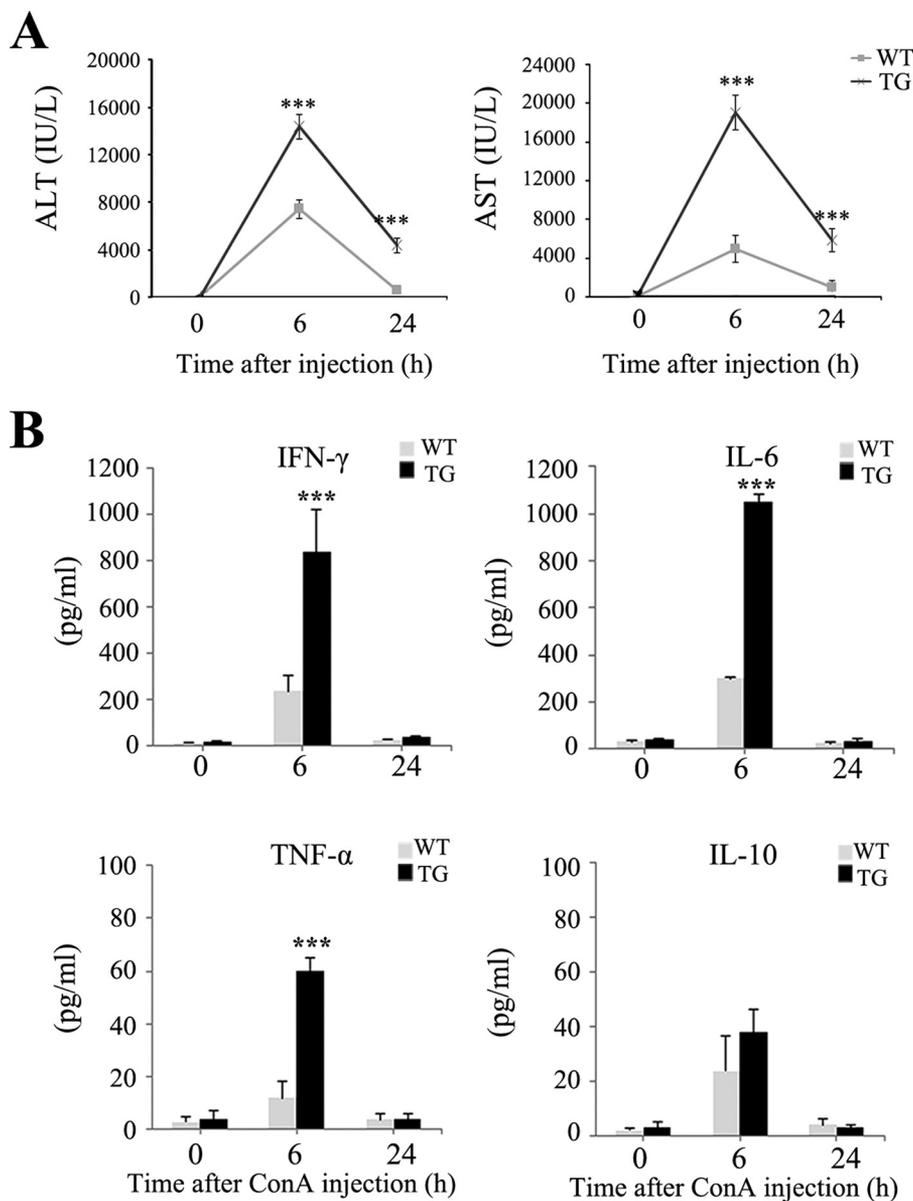 A
ALT (IU/L)
20000
16000
12000
8000
4000
0
***
***
0 6 24
Time after injection (h)
AST (IU/L)
24000
20000
16000
12000
8000
4000
0
***
***
0 6 24
Time after injection (h)
WT
TG
B
IFN-γ
WT
TG
(pg/ml)
1200
1000
800
600
400
200
0
***
0 6 24
IL-6
WT
TG
(pg/ml)
1200
1000
800
600
400
200
0
***
0 6 24
TNF-α
WT
TG
(pg/ml)
100
80
60
40
20
0
***
0 6 24
Time after ConA injection (h)
IL-10
WT
TG
(pg/ml)
100
80
60
40
20
0
0 6 24
Time after ConA injection (h)